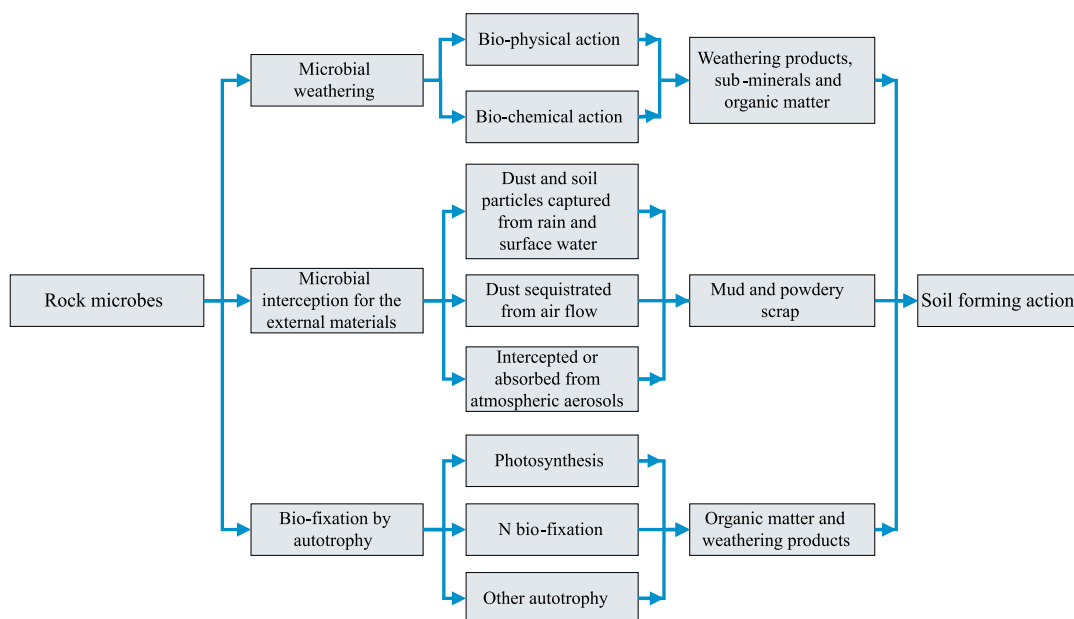 Rock microbes
Microbial
weathering
Bio-physical action
Bio-chemical action
Weathering products,
sub-minerals and
organic matter
Microbial
interception for the
external materials
Dust and soil
particles captured
from rain and
surface water
Dust sequistrated
from air flow
Intercepted or
absorbed from
atmospheric aerosols
Mud and powdery
scrap
Bio-fixation by
autotrophy
Photosynthesis
N bio-fixation
Other autotrophy
Organic matter and
weathering products
Soil forming action